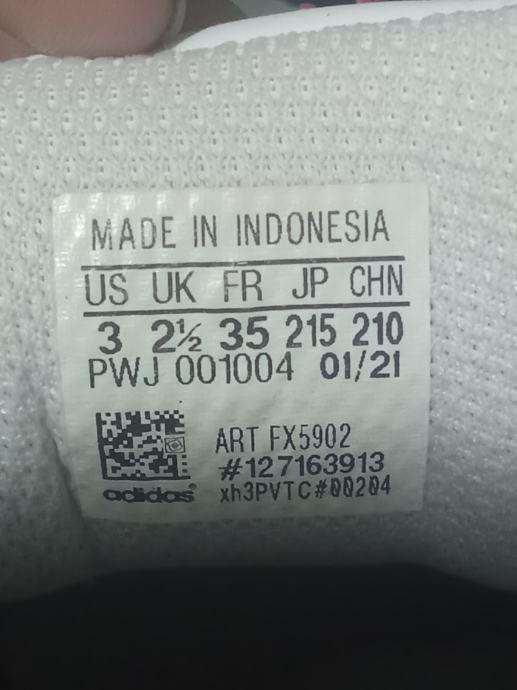 MADE IN INDONESIA
US UK FR JP CHN
3 2½ 35 215 210
PWJ 001004 01/21
ART FX5902
#127163913
adidas® xh3PVTC#00204